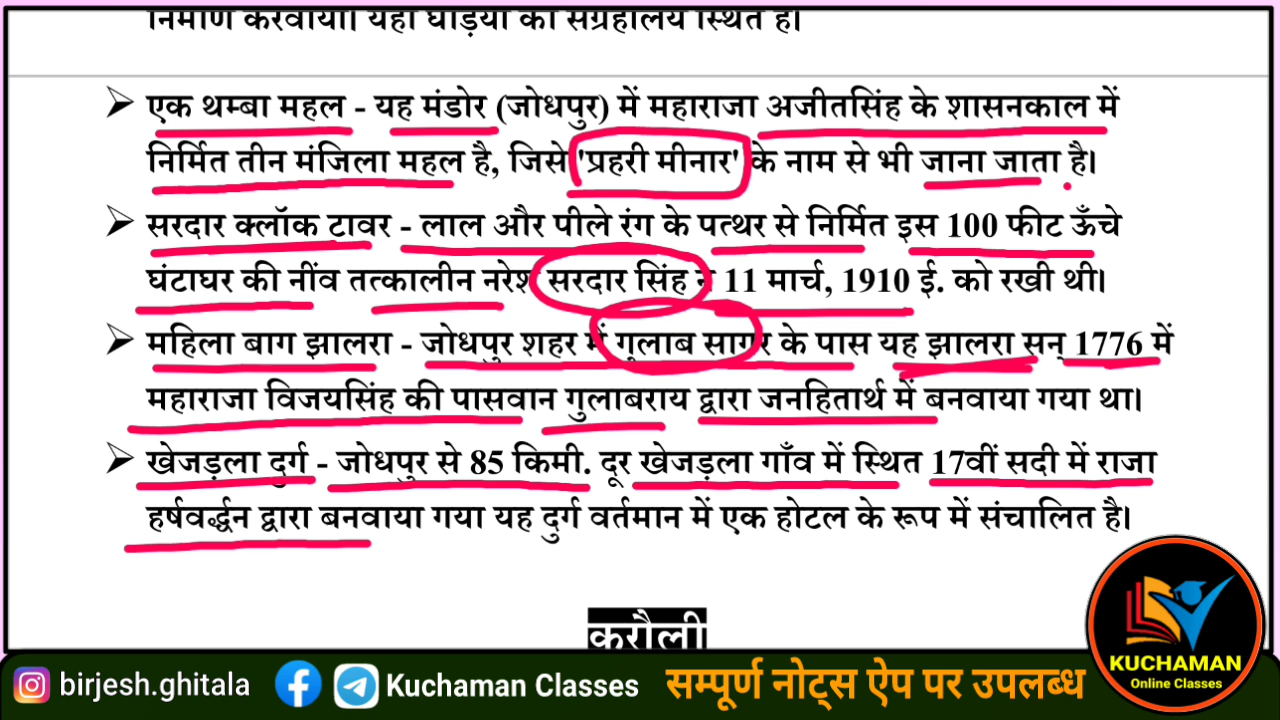 निर्माण करवाया। यहाँ घड़ियों का संग्रहालय स्थित है।
➢ एक थम्बा महल - यह मंडोर (जोधपुर) में महाराजा अजीतसिंह के शासनकाल में
निर्मित तीन मंजिला महल है, जिसे 'प्रहरी मीनार' के नाम से भी जाना जाता है।
➢ सरदार क्लॉक टावर - लाल और पीले रंग के पत्थर से निर्मित इस 100 फीट ऊँचे
घंटाघर की नींव तत्कालीन नरेश सरदार सिंह ने 11 मार्च, 1910 ई. को रखी थी।
➢ महिला बाग झालरा - जोधपुर शहर में गुलाब सागर के पास यह झालरा सन् 1776 में
महाराजा विजयसिंह की पासवान गुलाबराय द्वारा जनहितार्थ में बनवाया गया था।
➢ खेजड़ला दुर्ग - जोधपुर से 85 किमी. दूर खेजड़ला गाँव में स्थित 17वीं सदी में राजा
हर्षवर्द्धन द्वारा बनवाया गया यह दुर्ग वर्तमान में एक होटल के रूप में संचालित है।
करौली
KUCHAMAN
Online Classes
birjesh.ghitala
Kuchaman Classes
सम्पूर्ण नोट्स ऐप पर उपलब्ध